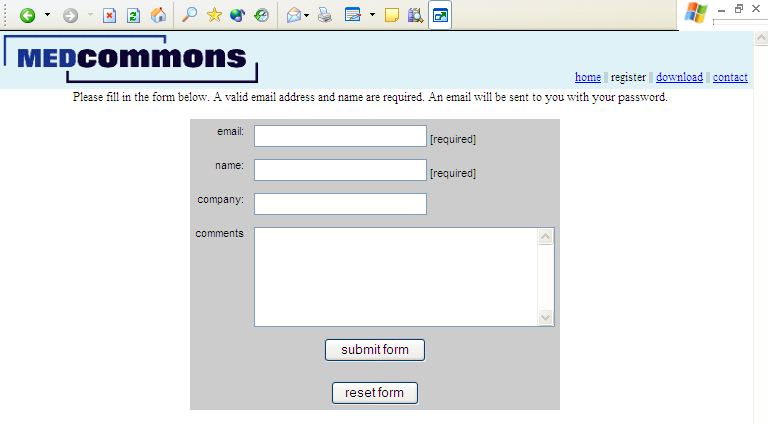 MEDcommons
home register download contact
Please fill in the form below. A valid email address and name are required. An email will be sent to you with your password.
email: [required]
name: [required]
company:
comments
submit form
reset form